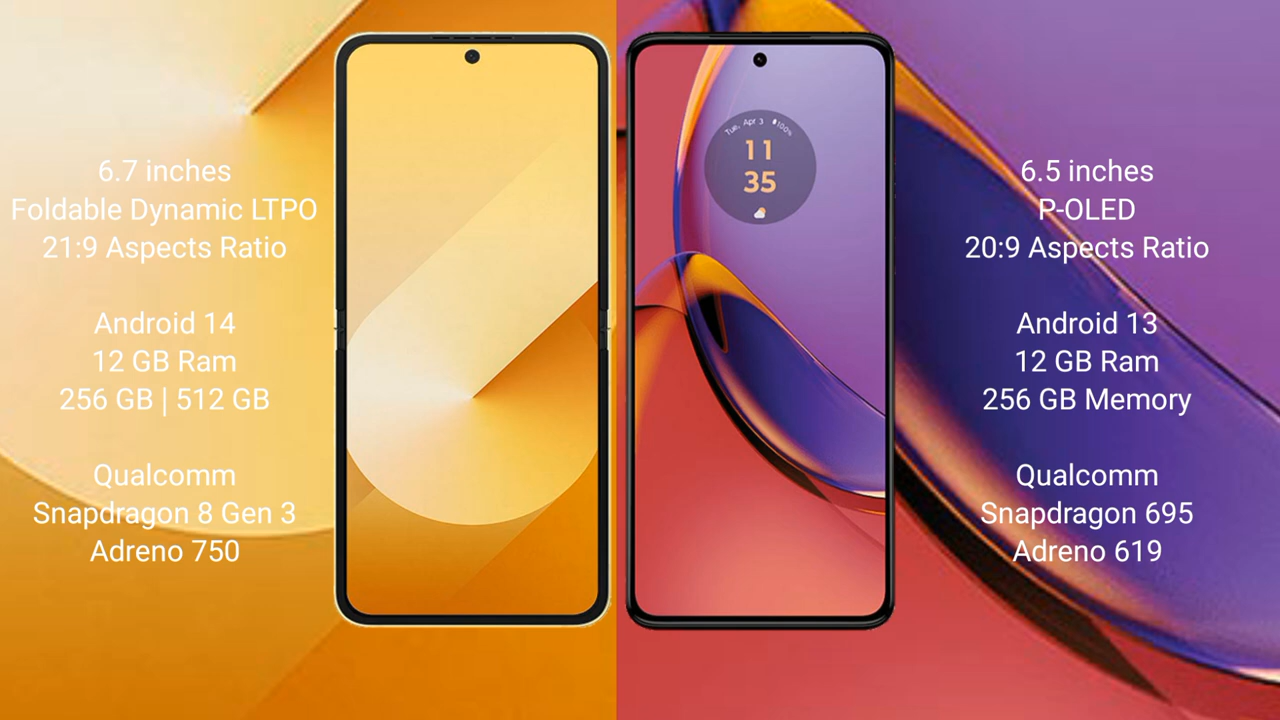 6.7 inches
Foldable Dynamic LTPO
21:9 Aspects Ratio
Android 14
12 GB Ram
256 GB | 512 GB
Qualcomm
Snapdragon 8 Gen 3
Adreno 750
Tue, Apr 3 100%
11
35
6.5 inches
P-OLED
20:9 Aspects Ratio
Android 13
12 GB Ram
256 GB Memory
Qualcomm
Snapdragon 695
Adreno 619